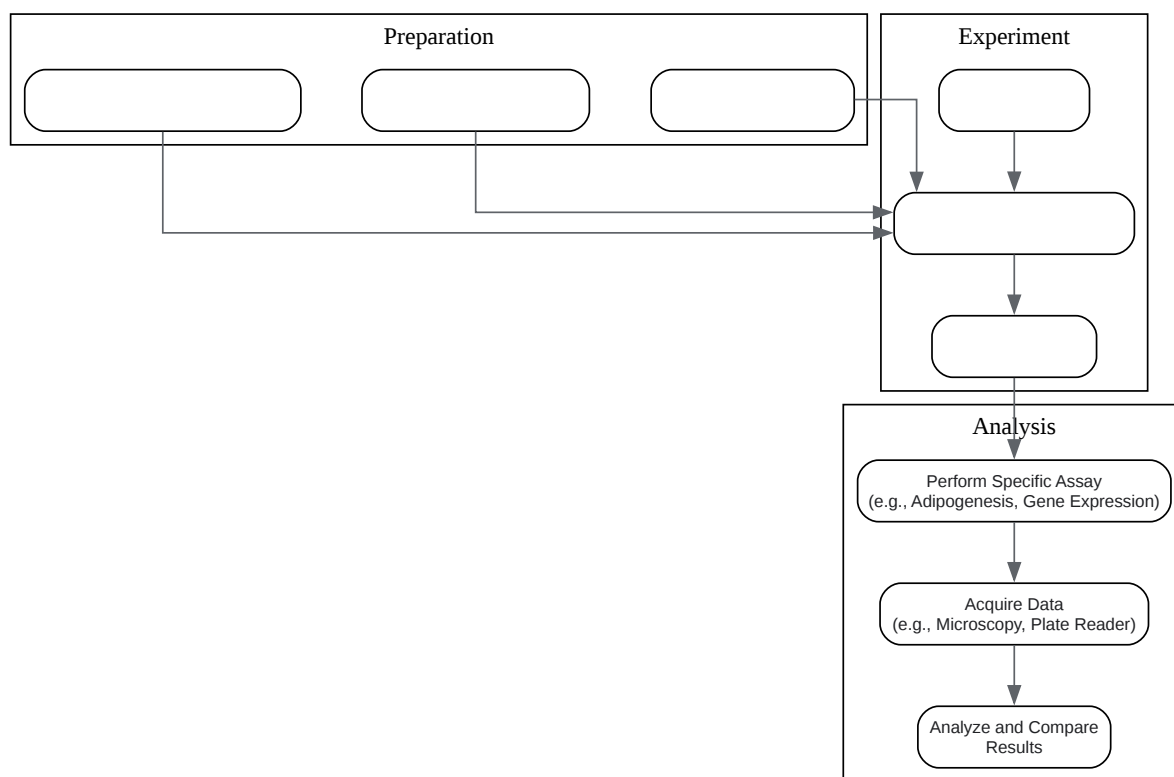 Preparation
Experiment
Analysis
Perform Specific Assay
(e.g., Adipogenesis, Gene Expression)
Acquire Data
(e.g., Microscopy, Plate Reader)
Analyze and Compare
Results